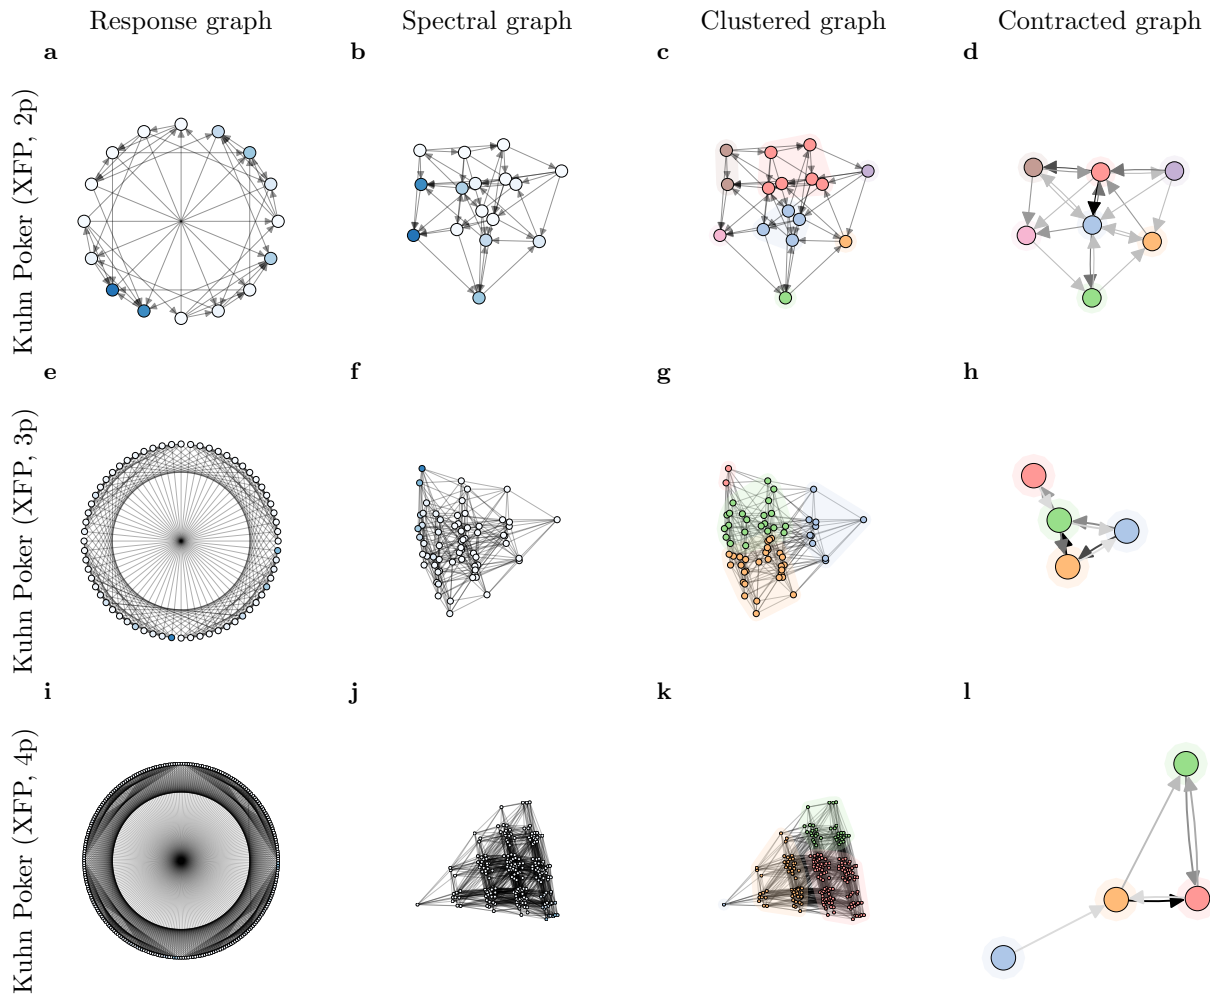 Response graph
Spectral graph
Clustered graph
Contracted graph
a
b
c
d
Kuhn Poker (XFP, 2p)
e
f
g
h
Kuhn Poker (XFP, 3p)
i
j
k
l
Kuhn Poker (XFP, 4p)